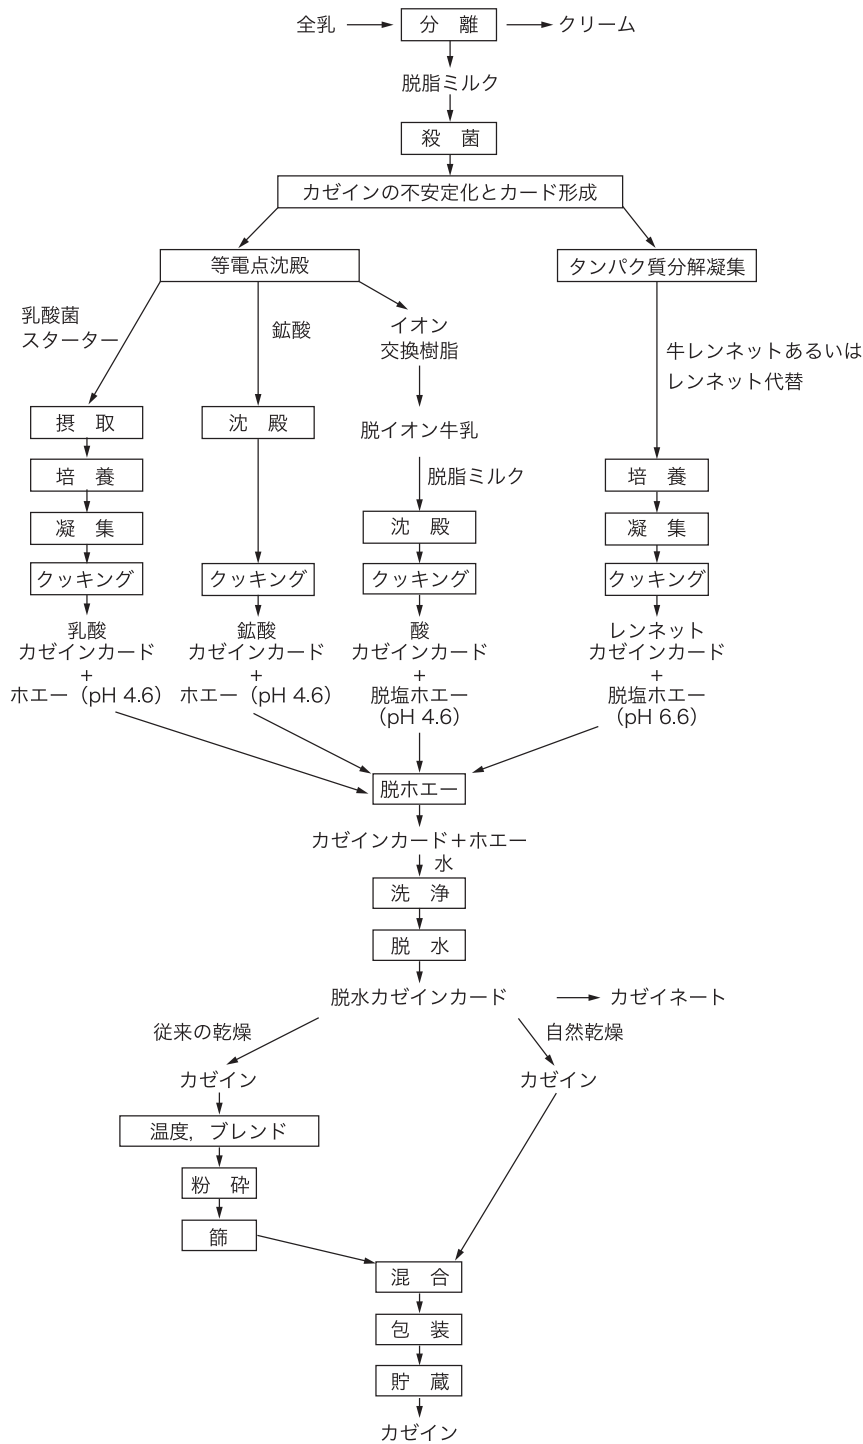 全乳
分 離
クリーム
脱脂ミルク
殺 菌
カゼインの不安定化とカード形成
等電点沈殿
タンパク質分解凝集
乳酸菌
スターター
鉱酸
イオン
交換樹脂
牛レンネットあるいは
レンネット代替
摂 取
沈 殿
脱イオン牛乳
培 養
脱脂ミルク
培 養
凝 集
沈 殿
凝 集
クッキング
クッキング
クッキング
クッキング
乳酸
カゼインカード
+
ホエー（pH 4.6）
鉱酸
カゼインカード
+
ホエー（pH 4.6）
酸
カゼインカード
+
脱塩ホエー
（pH 4.6）
レンネット
カゼインカード
+
脱塩ホエー
（pH 6.6）
脱ホエー
カゼインカード＋ホエー
水
洗 浄
脱 水
脱水カゼインカード
カゼイネート
従来の乾燥
自然乾燥
カゼイン
カゼイン
温度，ブレンド
粉 砕
篩
混 合
包 装
貯 蔵
カゼイン